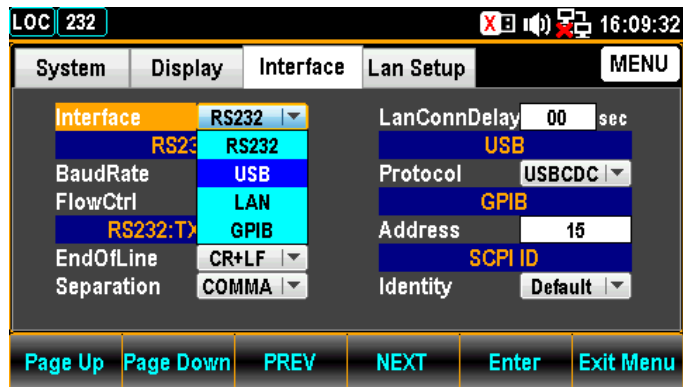 LOC 232 X 16:09:32
System Display Interface Lan Setup MENU
Interface RS232 LanConnDelay 00 sec
RS23 RS232 USB
BaudRate USB Protocol USBCDC
FlowCtrl LAN GPIB
RS232:TX GPIB Address 15
EndOfLine CR+LF SCPI ID
Separation COMMA Identity Default
Page Up Page Down PREV NEXT Enter Exit Menu